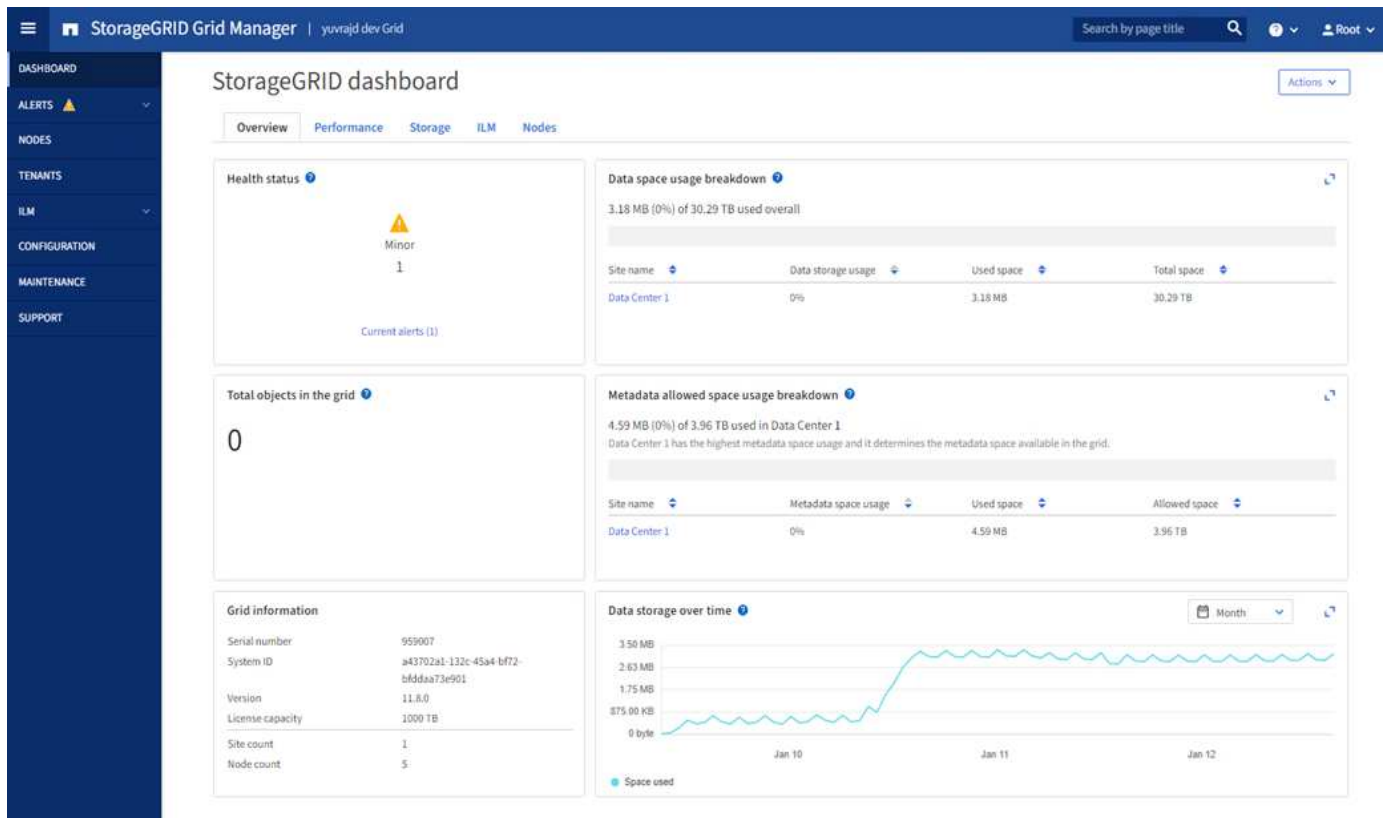 StorageGRID Grid Manager | yuvrajd dev Grid
Search by page title
Root
DASHBOARD
ALERTS
NODES
TENANTS
ILM
CONFIGURATION
MAINTENANCE
SUPPORT
StorageGRID dashboard
Actions
Overview Performance Storage ILM Nodes
Health status
Minor
1
Current alerts (1)
Data space usage breakdown
3.18 MB (0%) of 30.29 TB used overall
Site name Data storage usage Used space Total space
Data Center 1 0% 3.18 MB 30.29 TB
Total objects in the grid
0
Metadata allowed space usage breakdown
4.59 MB (0%) of 3.96 TB used in Data Center 1
Data Center 1 has the highest metadata space usage and it determines the metadata space available in the grid.
Site name Metadata space usage Used space Allowed space
Data Center 1 0% 4.59 MB 3.96 TB
Grid information
Serial number 959007
System ID a43702a1-132c-45a4-bf72-
bfddaa73e901
Version 11.8.0
License capacity 1000 TB
Site count 1
Node count 5
Data storage over time
Month
3.50 MB
2.63 MB
1.75 MB
875.00 KB
0 byte
Jan 10 Jan 11 Jan 12
Space used